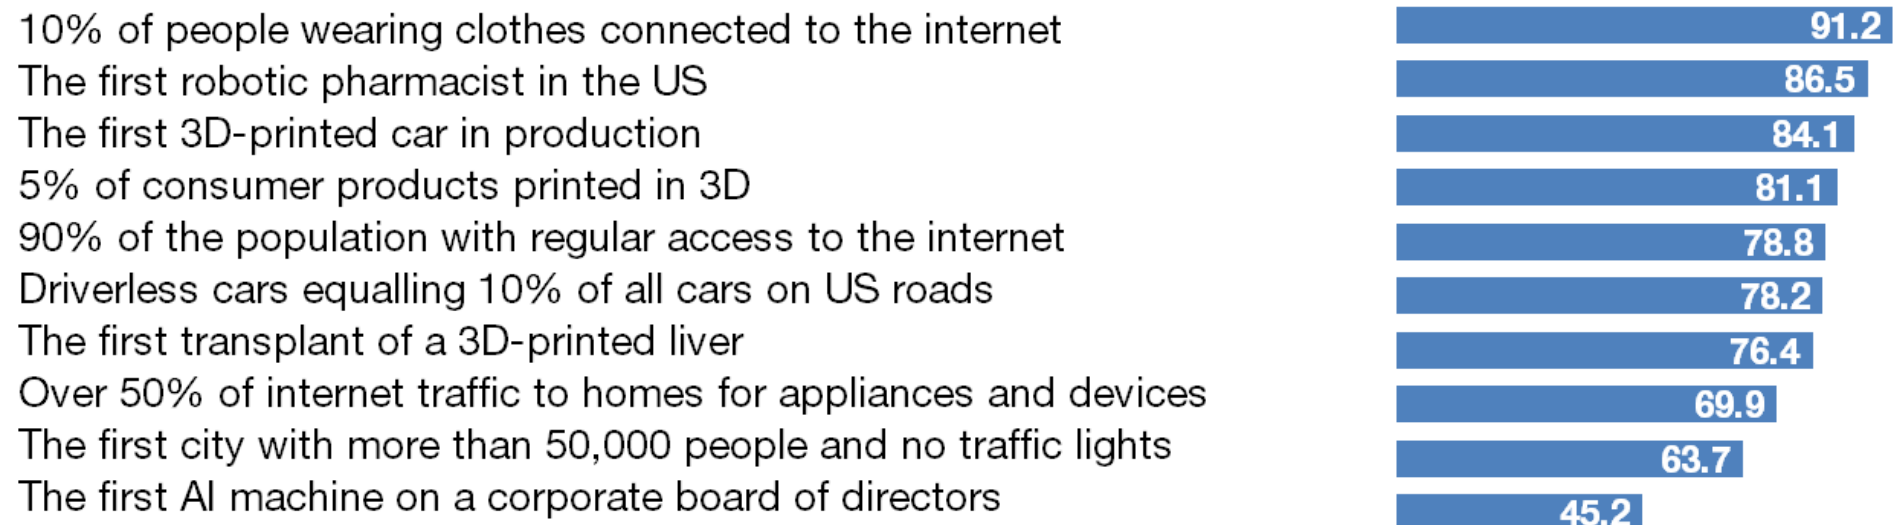 10% of people wearing clothes connected to the internet 91.2
The first robotic pharmacist in the US 86.5
The first 3D-printed car in production 84.1
5% of consumer products printed in 3D 81.1
90% of the population with regular access to the internet 78.8
Driverless cars equalling 10% of all cars on US roads 78.2
The first transplant of a 3D-printed liver 76.4
Over 50% of internet traffic to homes for appliances and devices 69.9
The first city with more than 50,000 people and no traffic lights 63.7
The first AI machine on a corporate board of directors 45.2